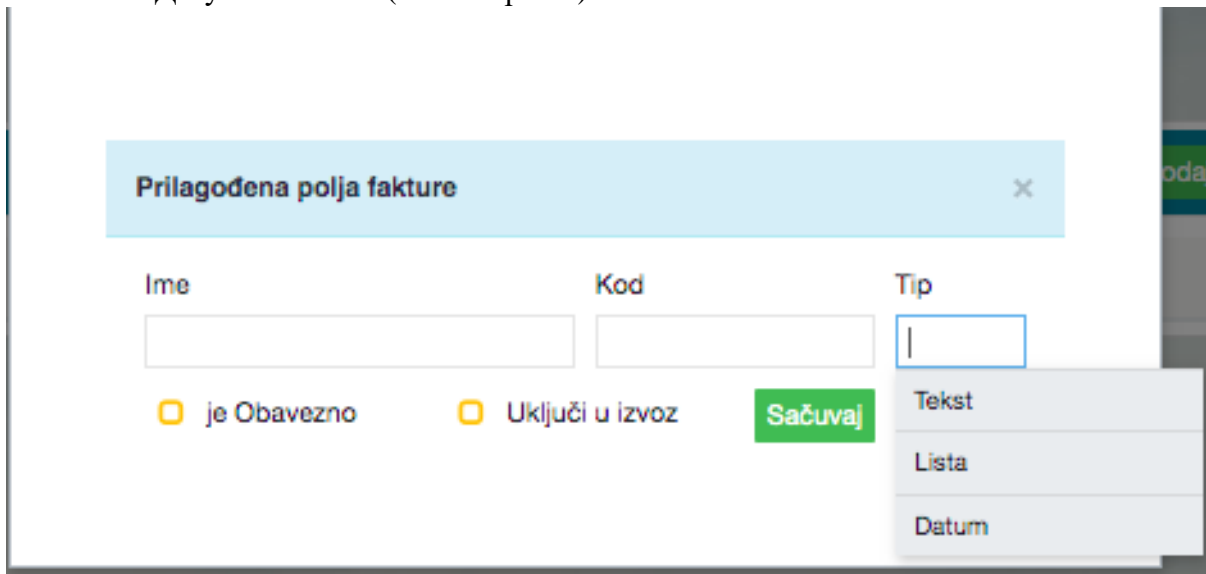 Prilagođena polja fakture
×
Ime Kod Tip
je Obavezno Uključi u izvoz Sačuvaj
Tekst
Lista
Datum